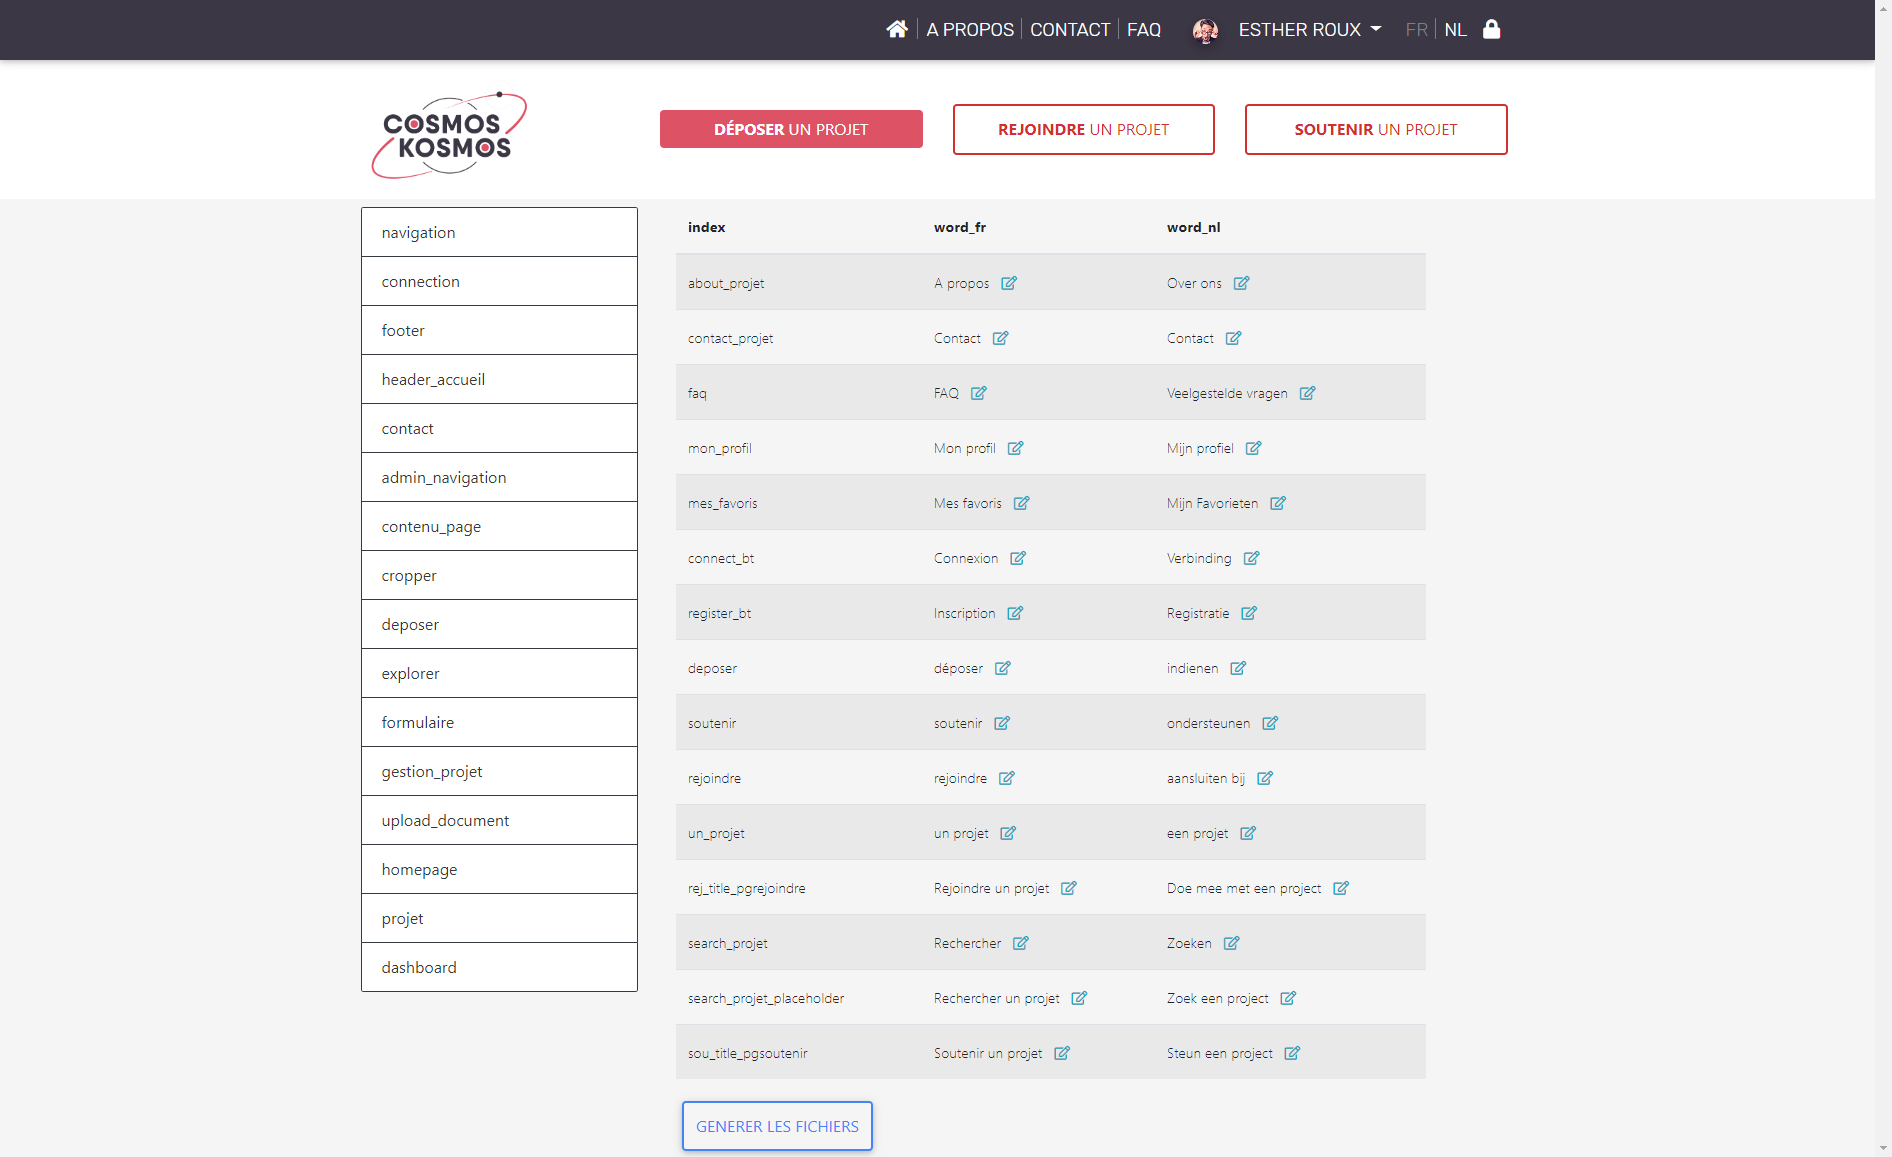 A PROPOS CONTACT FAQ ESTHER ROUX FR NL
COSMOS
KOSMOS
DÉPOSER UN PROJET REJOINDRE UN PROJET SOUTENIR UN PROJET
navigation
connection
footer
header_accueil
contact
admin_navigation
contenu_page
cropper
deposer
explorer
formulaire
gestion_projet
upload_document
homepage
projet
dashboard
index word_fr word_nl
about_projet A propos Over ons
contact_projet Contact Contact
faq FAQ Veelgestelde vragen
mon_profil Mon profil Mijn profiel
mes_favoris Mes favoris Mijn Favorieten
connect_bt Connexion Verbinding
register_bt Inscription Registratie
deposer déposer indienen
soutenir soutenir ondersteunen
rejoindre rejoindre aansluiten bij
un_projet un projet een projet
rej_title_pgrejoindre Rejoindre un projet Doe mee met een project
search_projet Rechercher Zoeken
search_projet_placeholder Rechercher un projet Zoek een project
sou_title_pgsoutenir Soutenir un projet Steun een project
GENERER LES FICHIERS